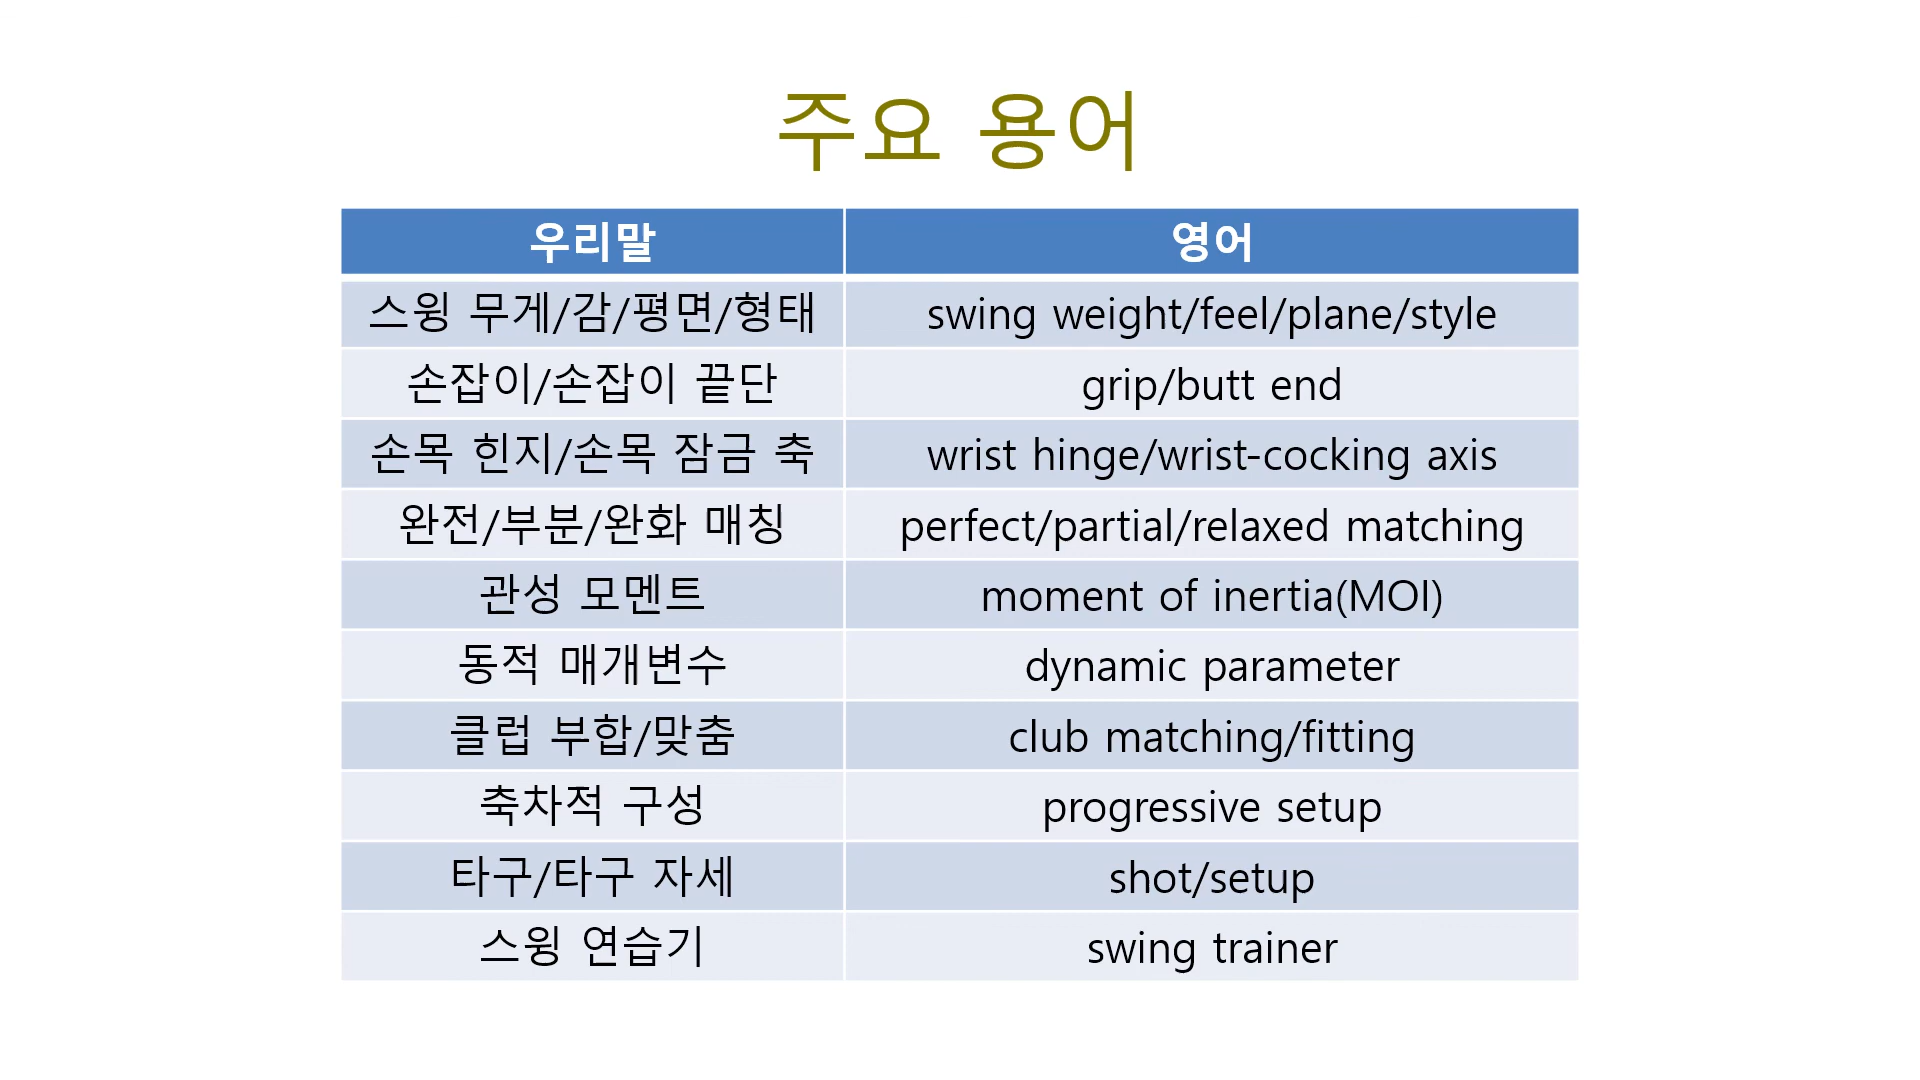 주요 용어
우리말 영어
스윙 무게/감/평면/형태 swing weight/feel/plane/style
손잡이/손잡이 끝단 grip/butt end
손목 힌지/손목 잠금 축 wrist hinge/wrist-cocking axis
완전/부분/완화 매칭 perfect/partial/relaxed matching
관성 모멘트 moment of inertia(MOI)
동적 매개변수 dynamic parameter
클럽 부합/맞춤 club matching/fitting
축차적 구성 progressive setup
타구/타구 자세 shot/setup
스윙 연습기 swing trainer